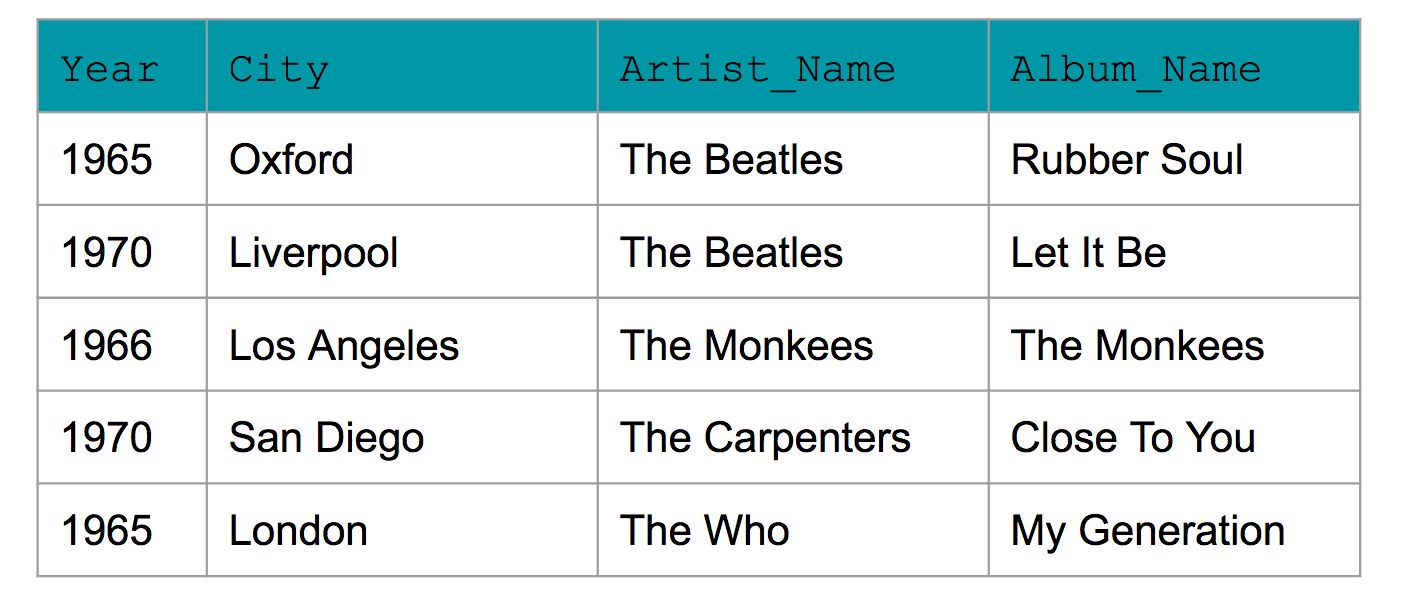 Year City Artist_Name Album_Name
1965 Oxford The Beatles Rubber Soul
1970 Liverpool The Beatles Let It Be
1966 Los Angeles The Monkees The Monkees
1970 San Diego The Carpenters Close To You
1965 London The Who My Generation